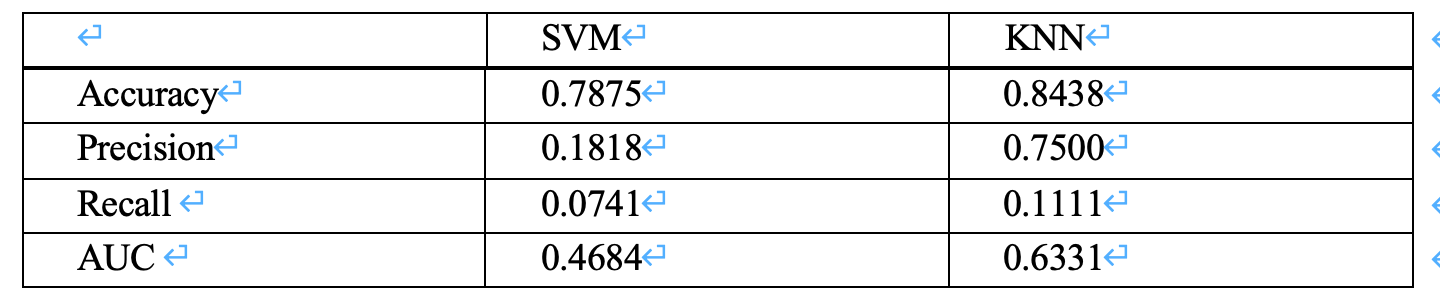 SVM KNN
Accuracy 0.7875 0.8438
Precision 0.1818 0.7500
Recall 0.0741 0.1111
AUC 0.4684 0.6331